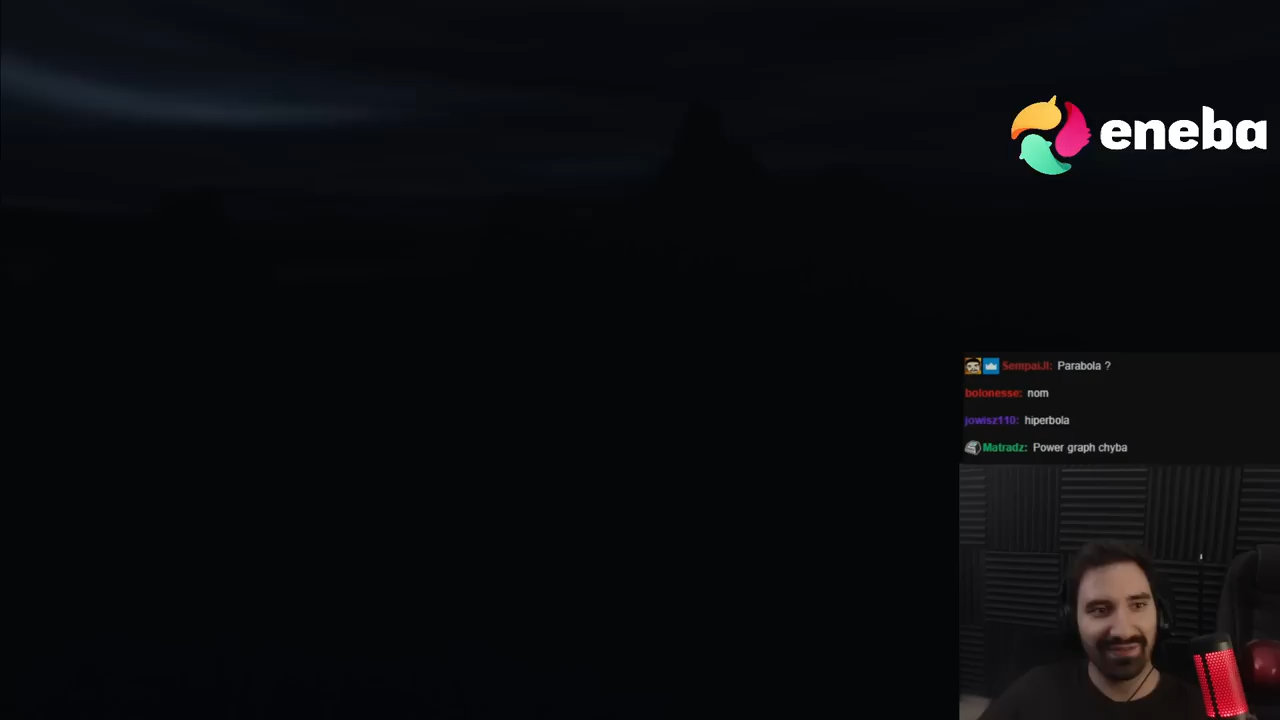 eneba
Sempai.II: Parabola ?
bolonesse: nom
jowisz110: hiperbola
Matradz: Power graph chyba